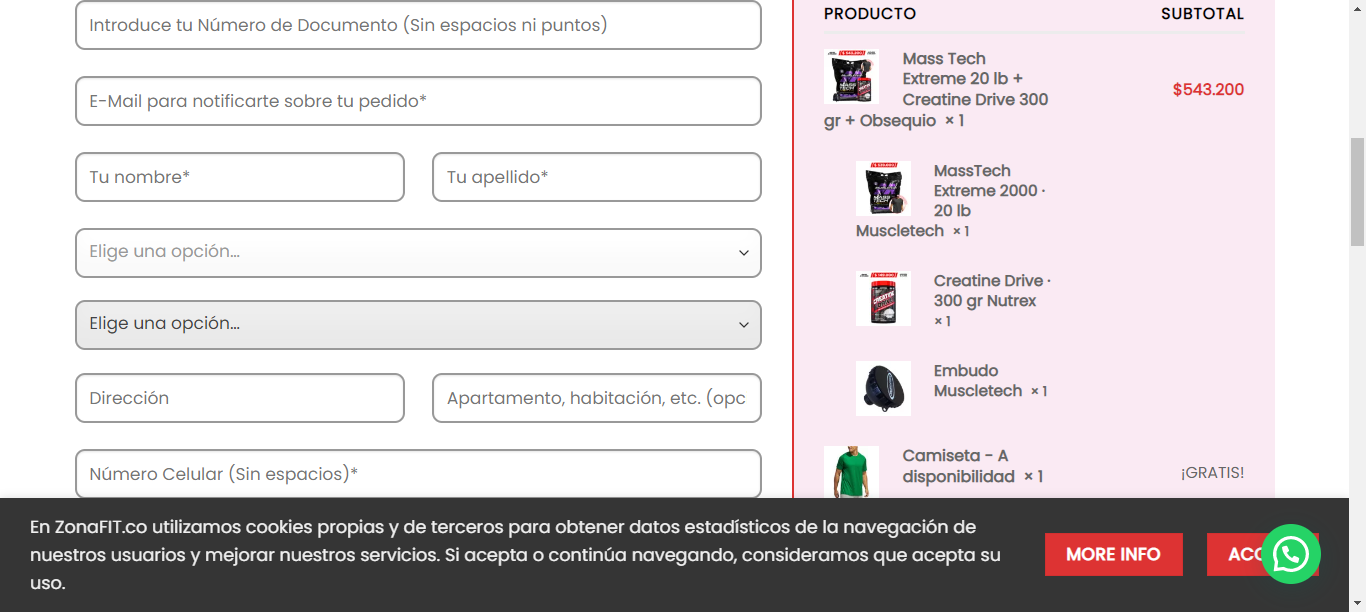 Introduce tu Número de Documento (Sin espacios ni puntos)
E-Mail para notificarte sobre tu pedido*
Tu nombre*
Tu apellido*
Elige una opción...
Elige una opción...
Dirección
Apartamento, habitación, etc. (opc
Número Celular (Sin espacios)*
PRODUCTO
SUBTOTAL
Mass Tech
Extreme 20 lb +
Creatine Drive 300
gr + Obsequio × 1
$543.200
MassTech
Extreme 2000 ·
20 lb
Muscletech × 1
Creatine Drive ·
300 gr Nutrex
× 1
Embudo
Muscletech × 1
Camiseta - A
disponibilidad × 1
¡GRATIS!
En ZonaFIT.co utilizamos cookies propias y de terceros para obtener datos estadísticos de la navegación de
nuestros usuarios y mejorar nuestros servicios. Si acepta o continúa navegando, consideramos que acepta su
uso.
MORE INFO